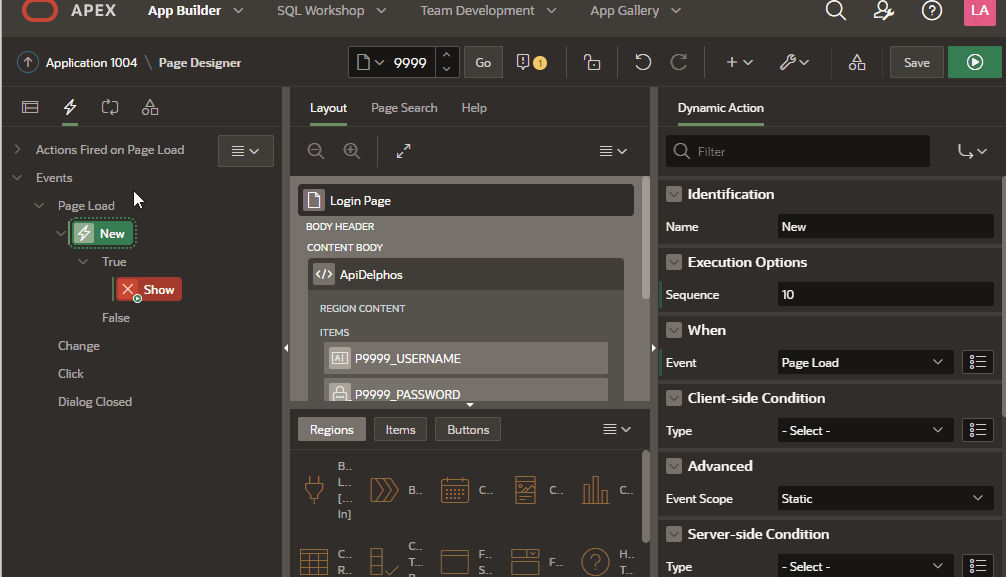 APEX App Builder SQL Workshop Team Development App Gallery LA
Application 1004 \ Page Designer 9999 Go 1 Save
Layout Page Search Help
Dynamic Action
Actions Fired on Page Load
Events
Page Load
New
True
Show
False
Change
Click
Dialog Closed
Login Page
BODY HEADER
CONTENT BODY
</> ApiDelphos
REGION CONTENT
ITEMS
P9999_USERNAME
P9999_PASSWORD
Regions Items Buttons
B..
L...
[...
In]
B..
C..
C..
C..
C..
R..
C..
T..
R..
F..
S..
F...
H..
T..
Filter
Identification
Name New
Execution Options
Sequence 10
When
Event Page Load
Client-side Condition
Type - Select -
Advanced
Event Scope Static
Server-side Condition
Type - Select -